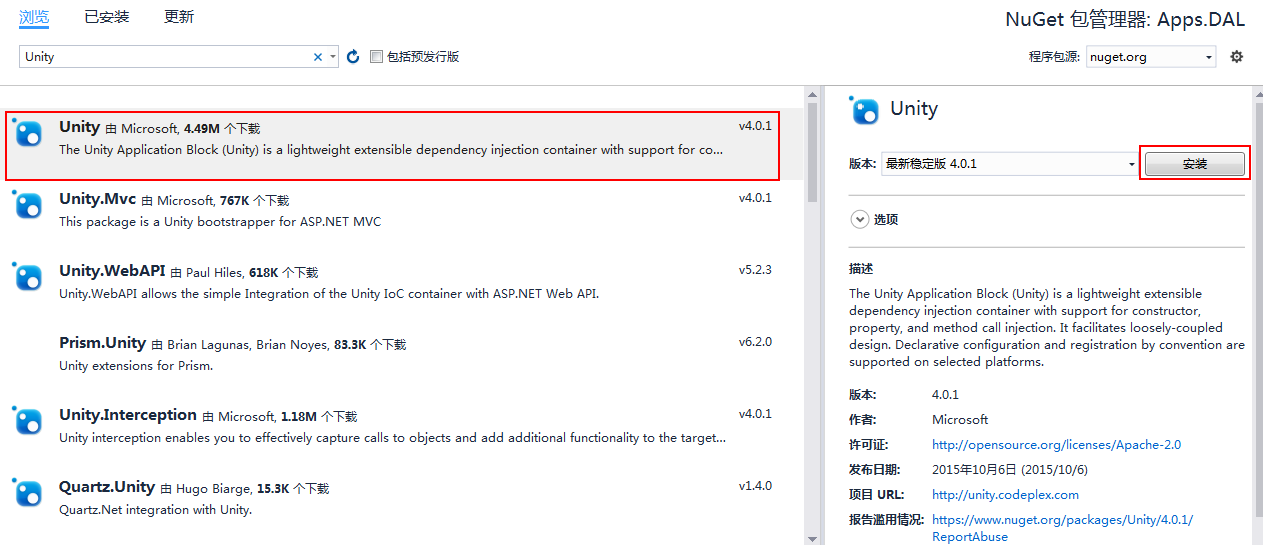 浏览 已安装 更新
NuGet 包管理器: Apps.DAL
Unity
包括预发行版
程序包源: nuget.org
Unity 由 Microsoft, 4.49M 个下载 v4.0.1
The Unity Application Block (Unity) is a lightweight extensible dependency injection container with support for co...
Unity.Mvc 由 Microsoft, 767K 个下载 v4.0.1
This package is a Unity bootstrapper for ASP.NET MVC
Unity.WebAPI 由 Paul Hiles, 618K 个下载 v5.2.3
Unity.WebAPI allows the simple Integration of the Unity IoC container with ASP.NET Web API.
Prism.Unity 由 Brian Lagunas, Brian Noyes, 83.3K 个下载 v6.2.0
Unity extensions for Prism.
Unity.Interception 由 Microsoft, 1.18M 个下载 v4.0.1
Unity interception enables you to effectively capture calls to objects and add additional functionality to the target...
Quartz.Unity 由 Hugo Biarge, 15.3K 个下载 v1.4.0
Quartz.Net integration with Unity.
Unity
版本: 最新稳定版 4.0.1 安装
选项
描述
The Unity Application Block (Unity) is a lightweight extensible
dependency injection container with support for constructor,
property, and method call injection. It facilitates loosely-coupled
design. Declarative configuration and registration by convention are
supported on selected platforms.
版本: 4.0.1
作者: Microsoft
许可证: http://opensource.org/licenses/Apache-2.0
发布日期: 2015年10月6日 (2015/10/6)
项目 URL: http://unity.codeplex.com
报告滥用情况: https://www.nuget.org/packages/Unity/4.0.1/
ReportAbuse